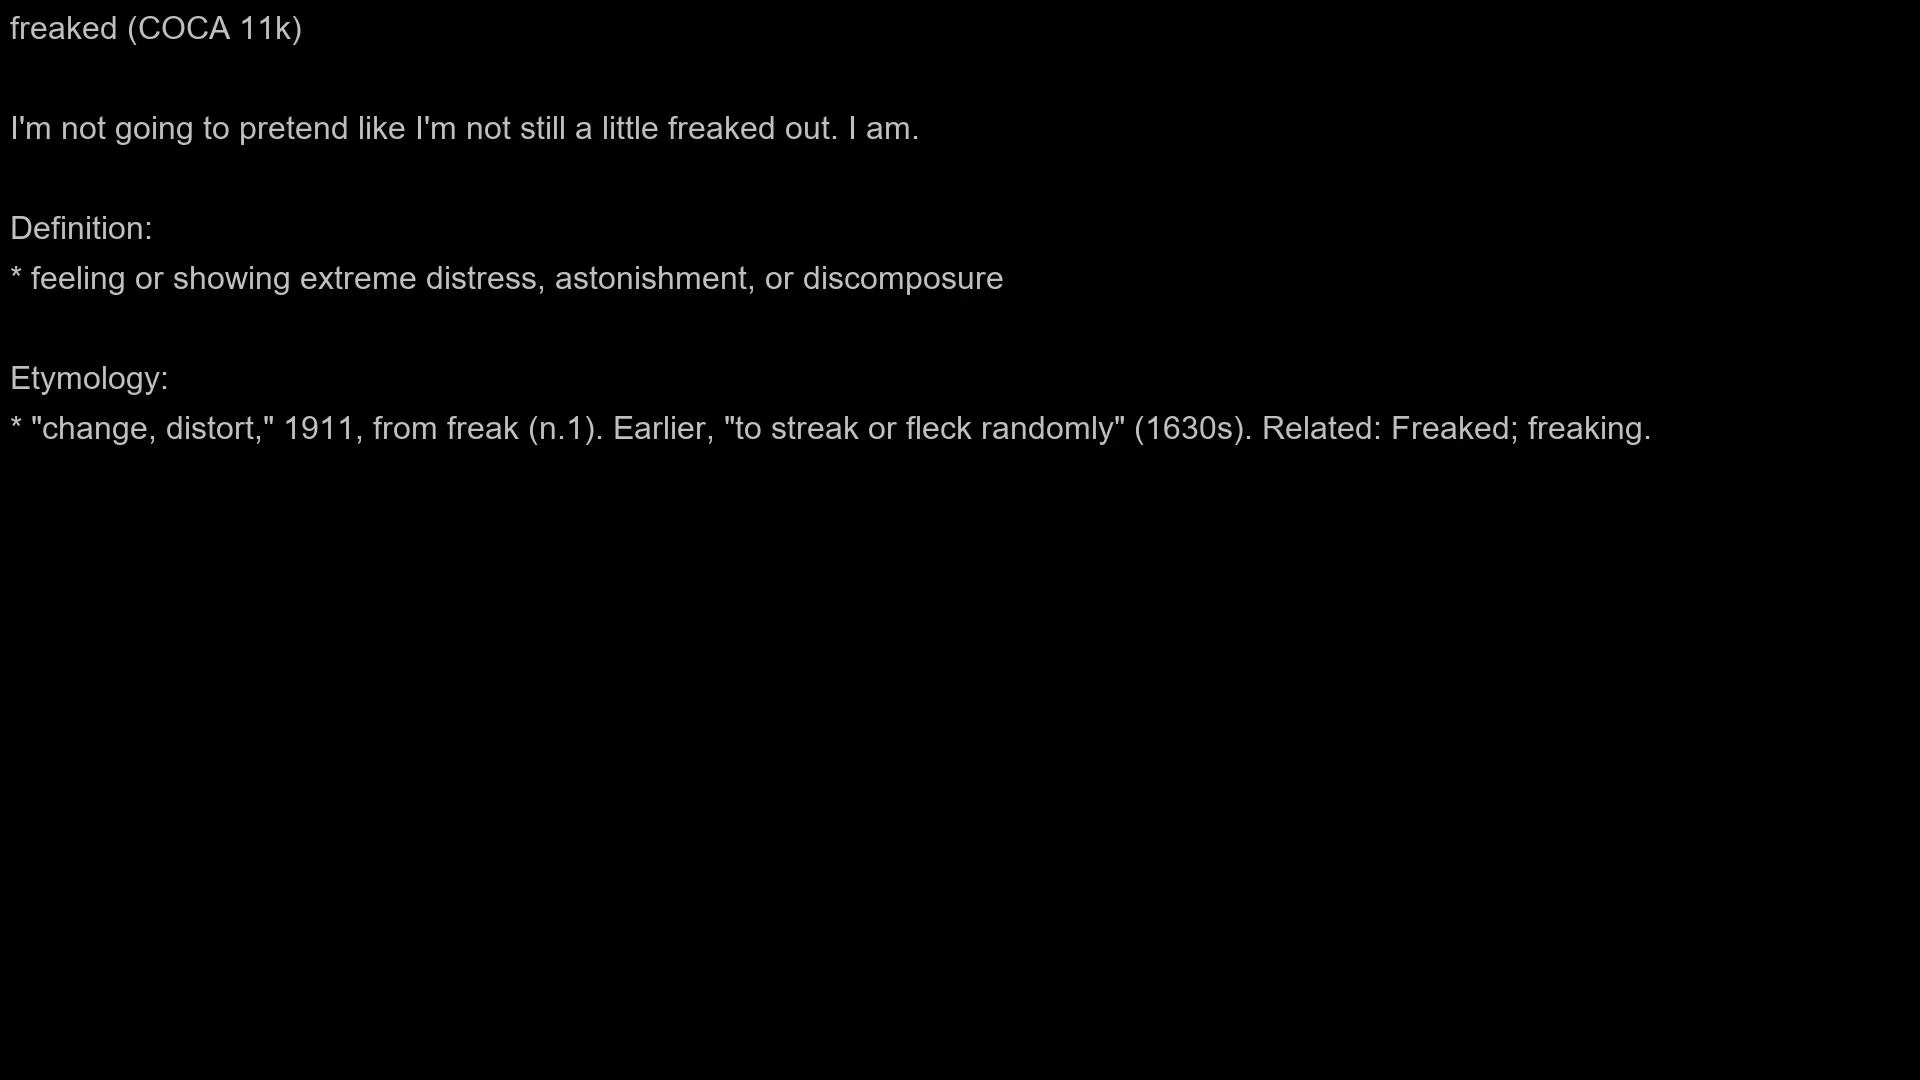 freaked (COCA 11k)
I'm not going to pretend like I'm not still a little freaked out. I am.
Definition:
* feeling or showing extreme distress, astonishment, or discomposure
Etymology:
* "change, distort," 1911, from freak (n.1). Earlier, "to streak or fleck randomly" (1630s). Related: Freaked; freaking.